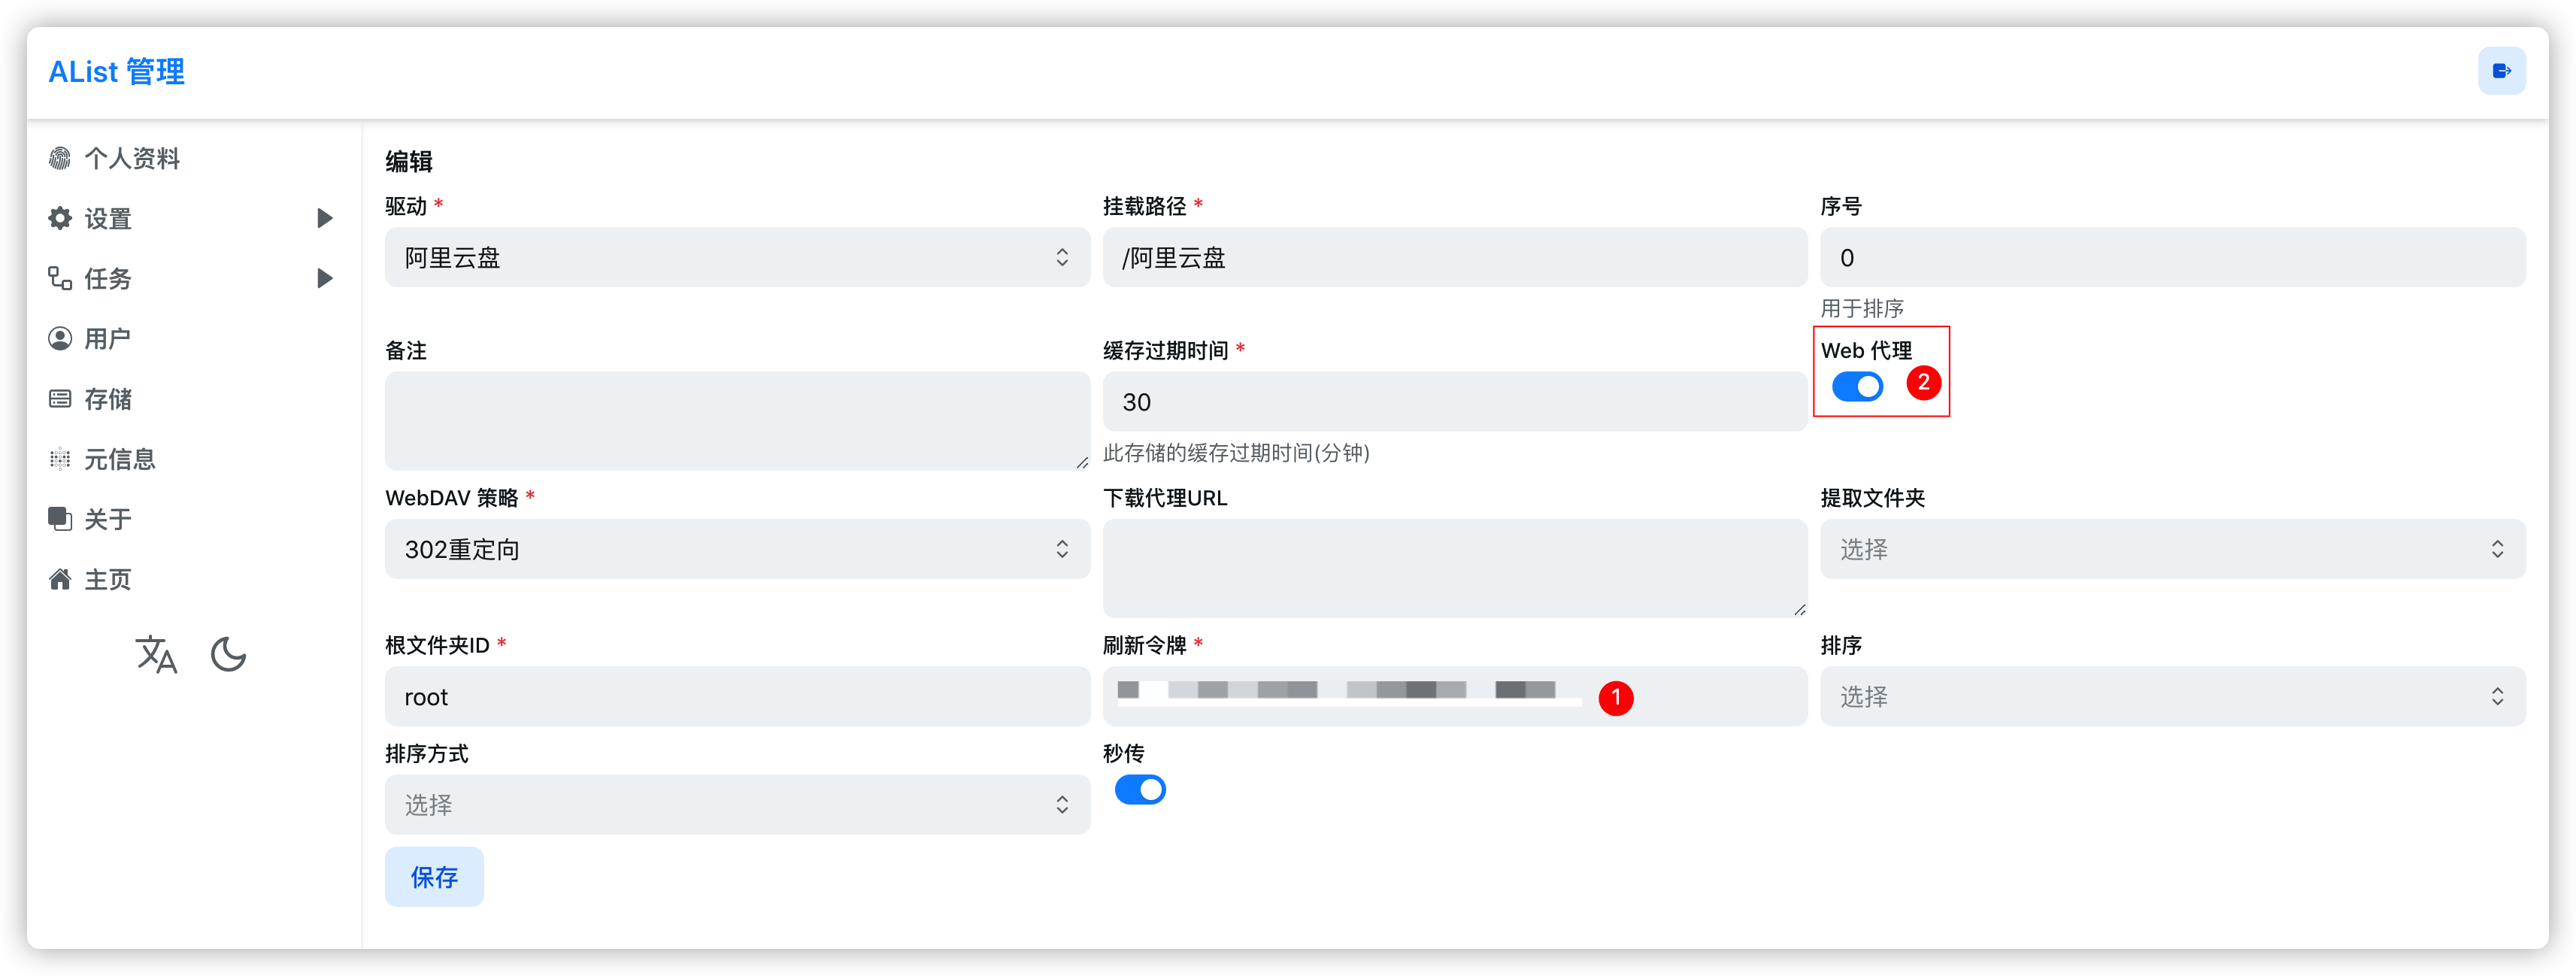 AList 管理
个人资料
设置
任务
用户
存储
元信息
关于
主页
编辑
驱动 *
阿里云盘
挂载路径 *
/阿里云盘
序号
0
用于排序
备注
缓存过期时间 *
30
此存储的缓存过期时间(分钟)
Web 代理
2
WebDAV 策略 *
302重定向
下载代理URL
提取文件夹
选择
根文件夹ID *
root
刷新令牌 *
1
排序
选择
排序方式
选择
秒传
保存